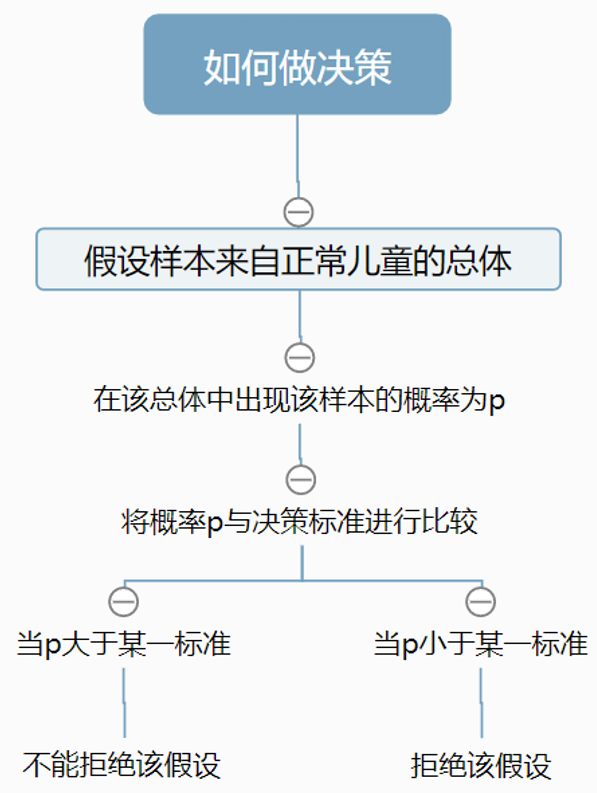 如何做决策
假设样本来自正常儿童的总体
在该总体中出现该样本的概率为p
将概率p与决策标准进行比较
当p大于某一标准
当p小于某一标准
不能拒绝该假设
拒绝该假设